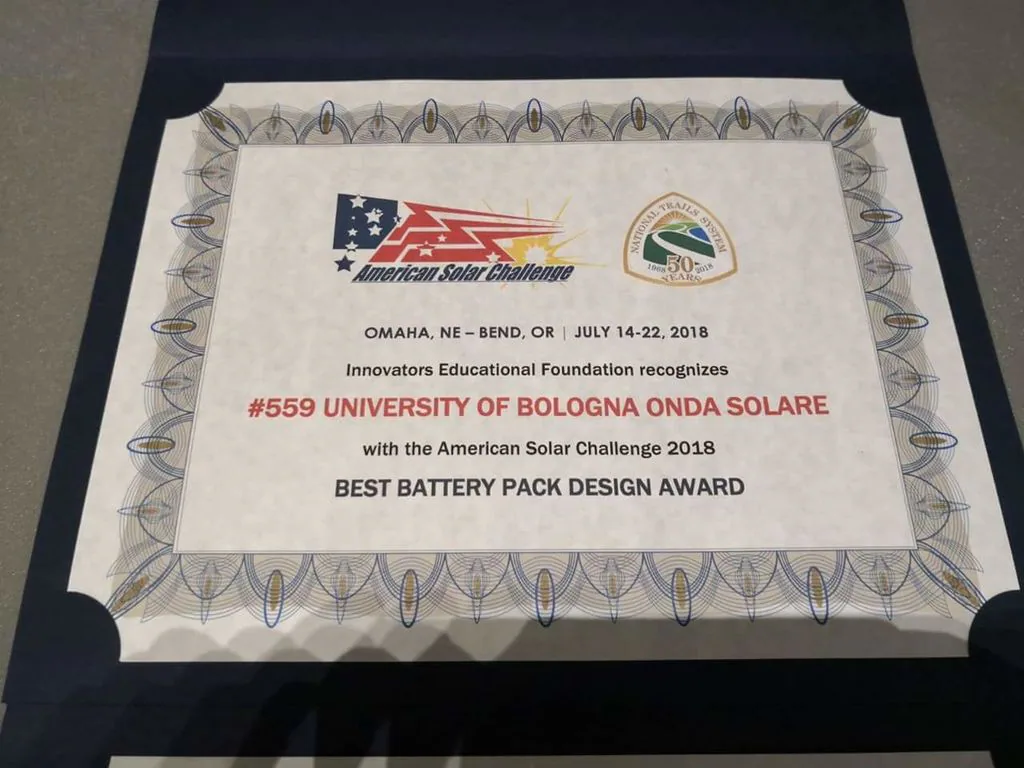 American Solar Challenge
NATIONAL TRAILS SYSTEM
1968 50 2018
YEARS
OMAHA, NE – BEND, OR | JULY 14-22, 2018
Innovators Educational Foundation recognizes
#559 UNIVERSITY OF BOLOGNA ONDA SOLARE
with the American Solar Challenge 2018
BEST BATTERY PACK DESIGN AWARD